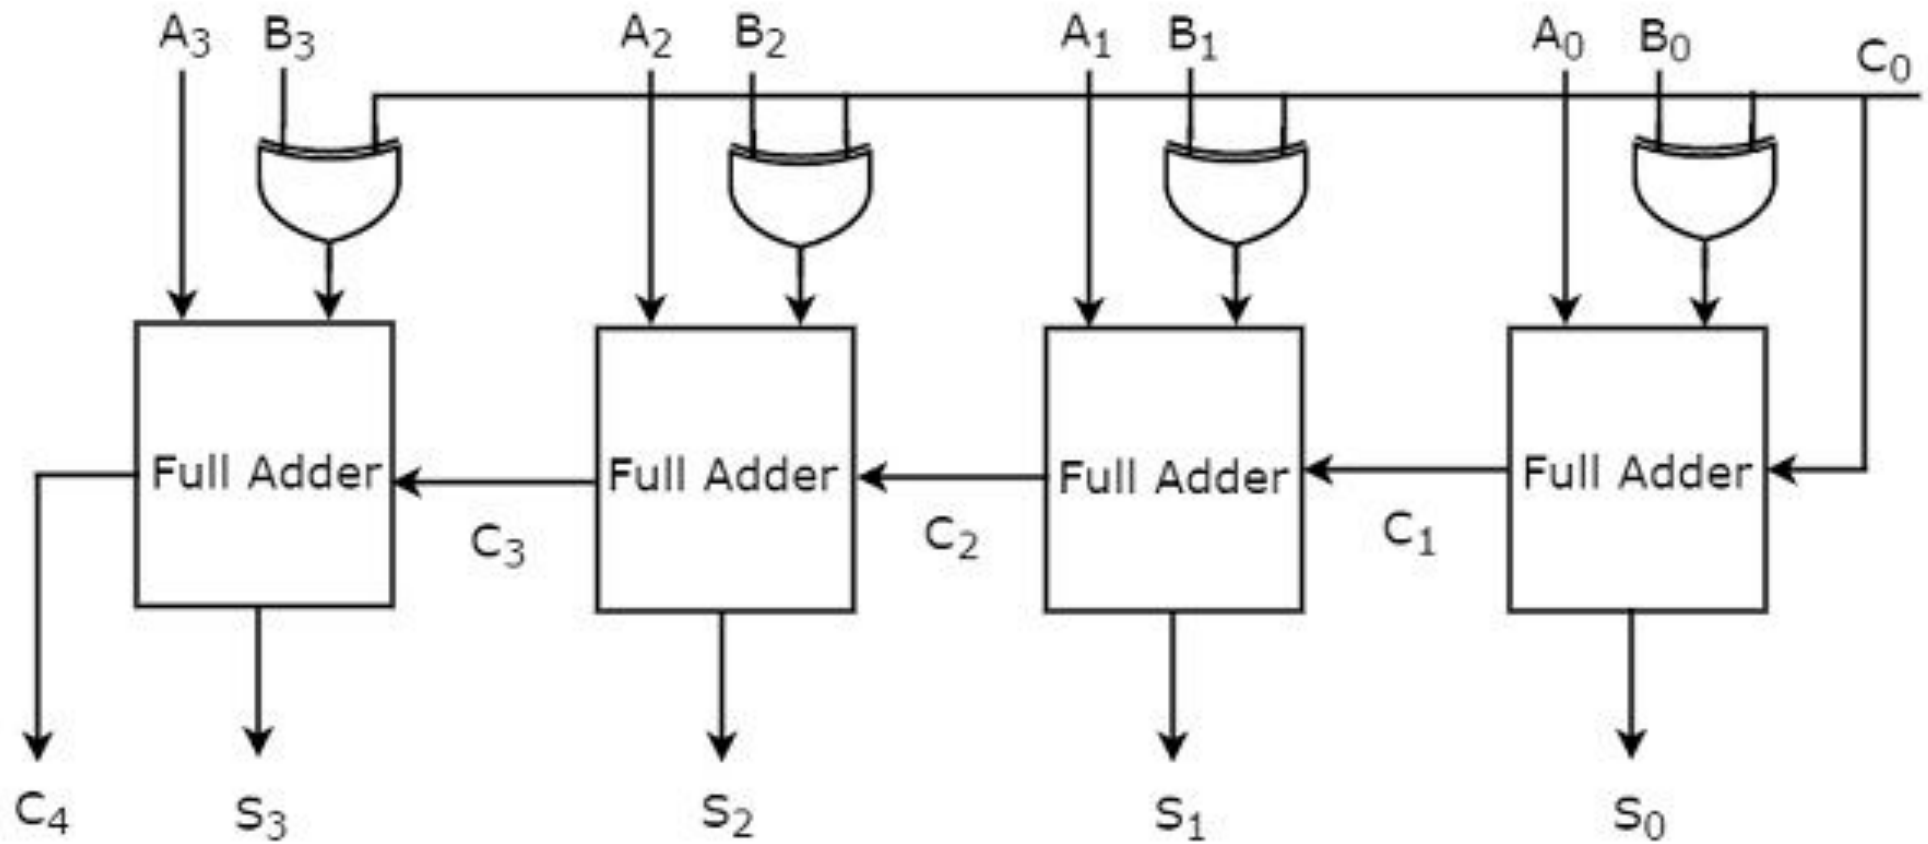 A₃ B₃ A₂ B₂ A₁ B₁ A₀ B₀ C₀
Full Adder Full Adder Full Adder Full Adder
C₃ C₂ C₁
C₄ S₃ S₂ S₁ S₀